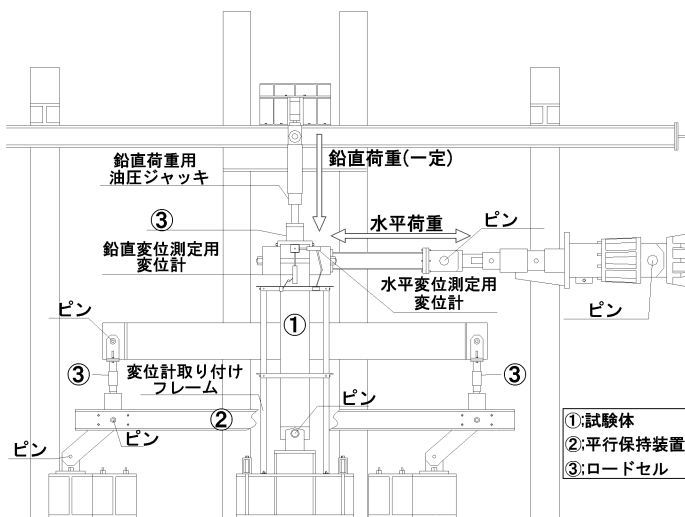 鉛直荷重用
油圧ジャッキ
鉛直荷重(一定)
③
水平荷重
ピン
鉛直変位測定用
変位計
水平変位測定用
変位計
ピン
①
ピン
③
変位計取り付け
フレーム
③
ピン
②
ピン
ピン
①;試験体
②;平行保持装置
③;ロードセル